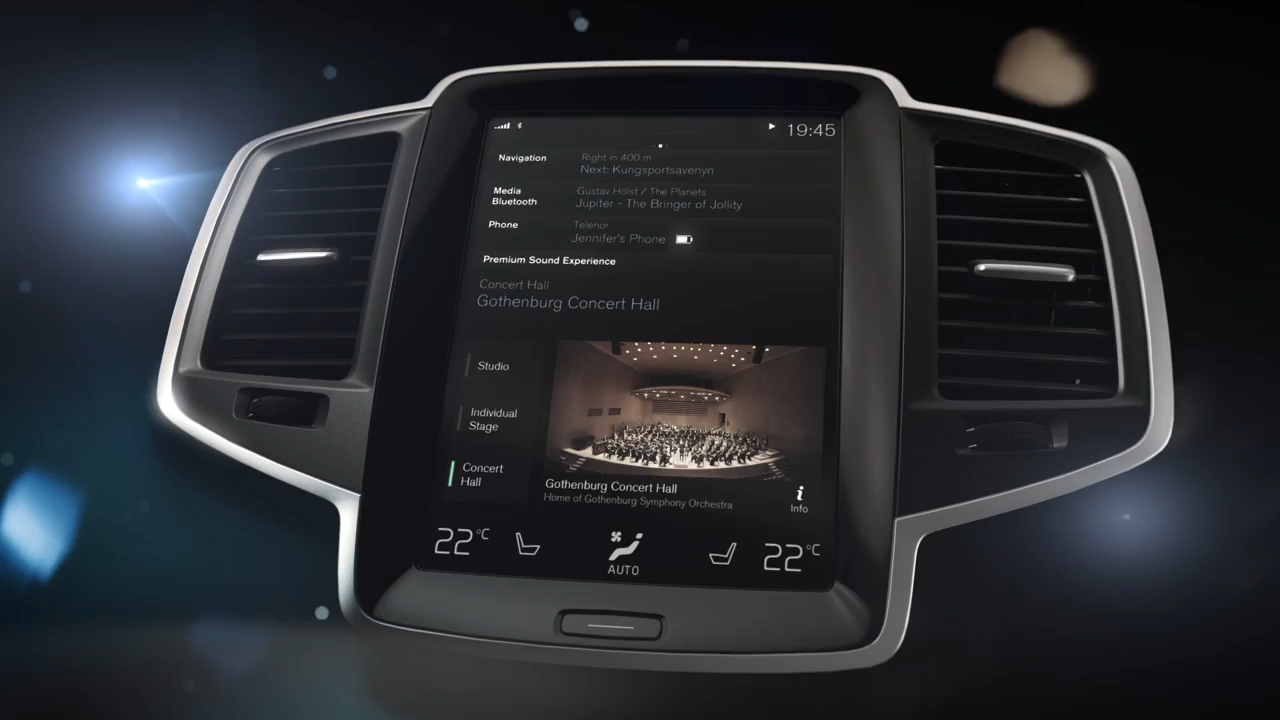 19:45
Navigation
Right in 400 m
Next: Kungsportsavenyn
Media
Bluetooth
Gustav Holst / The Planets
Jupiter - The Bringer of Jollity
Phone
Telenor
Jennifer's Phone
Premium Sound Experience
Concert Hall
Gothenburg Concert Hall
Studio
Individual
Stage
Concert
Hall
Gothenburg Concert Hall
Home of Gothenburg Symphony Orchestra
Info
22°C
AUTO
22°C